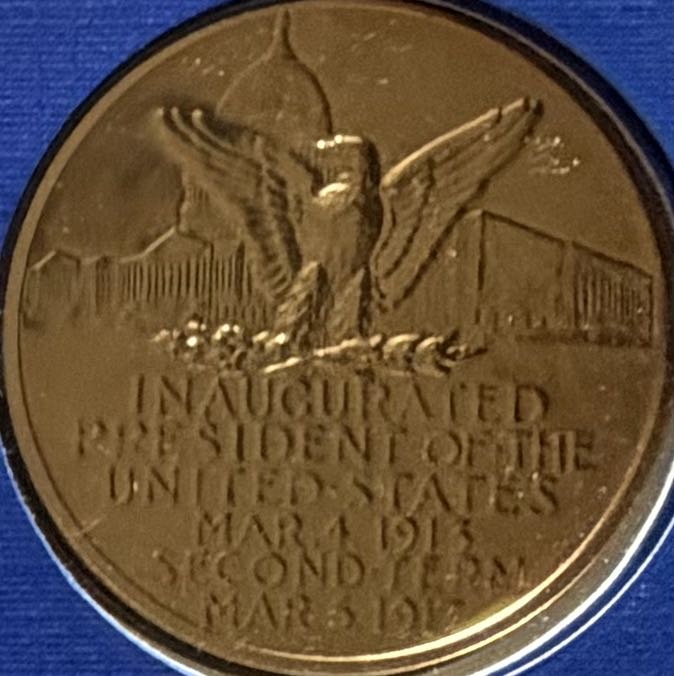 INAUGURATED
PRESIDENT OF THE
UNITED·STATES
MAR. 4 1913
SECOND·TERM
MAR 5 1917